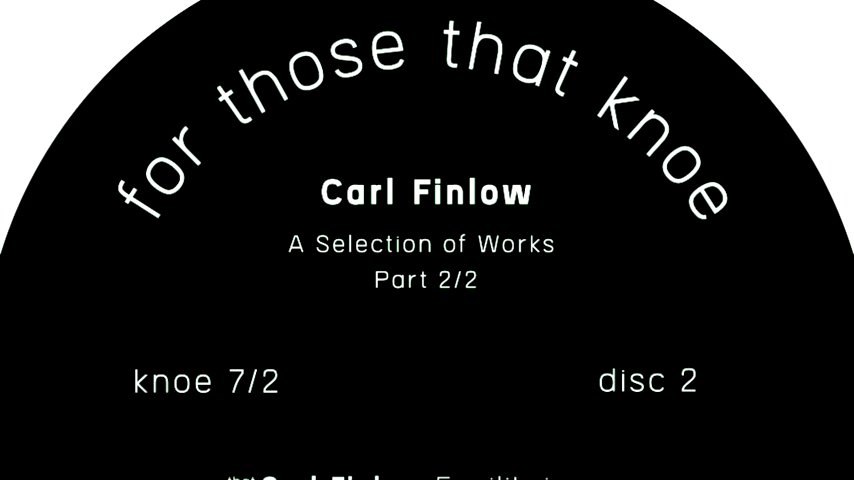 for those that knoe
Carl Finlow
A Selection of Works
Part 2/2
knoe 7/2
disc 2